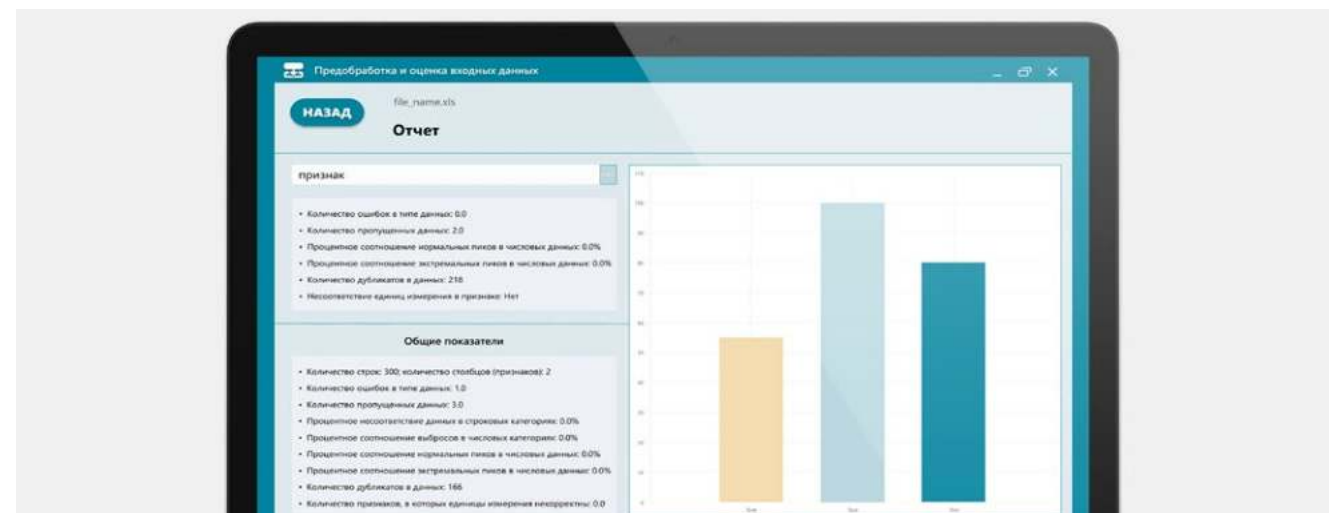 Предобработка и оценка входных данных
НАЗАД
file_name.xls
Отчет
признак
• Количество ошибок в типе данных: 0.0
• Количество пропущенных данных: 2.0
• Процентное соотношение нормальных пиков в числовых данных: 0.0%
• Процентное соотношение экстремальных пиков в числовых данных: 0.0%
• Количество дубликатов в данных: 218
• Несоответствие единиц измерения в признаке: Нет
Общие показатели
• Количество строк: 300; количество столбцов (признаков): 2
• Количество ошибок в типе данных: 1.0
• Количество пропущенных данных: 3.0
• Процентное несоответствие данных в строковых категориях: 0.0%
• Процентное соотношение выбросов в числовых категориях: 0.0%
• Процентное соотношение нормальных пиков в числовых данных: 0.0%
• Процентное соотношение экстремальных пиков в числовых данных: 0.0%
• Количество дубликатов в данных: 166
• Количество признаков, в которых единицы измерения некорректны: 0.0